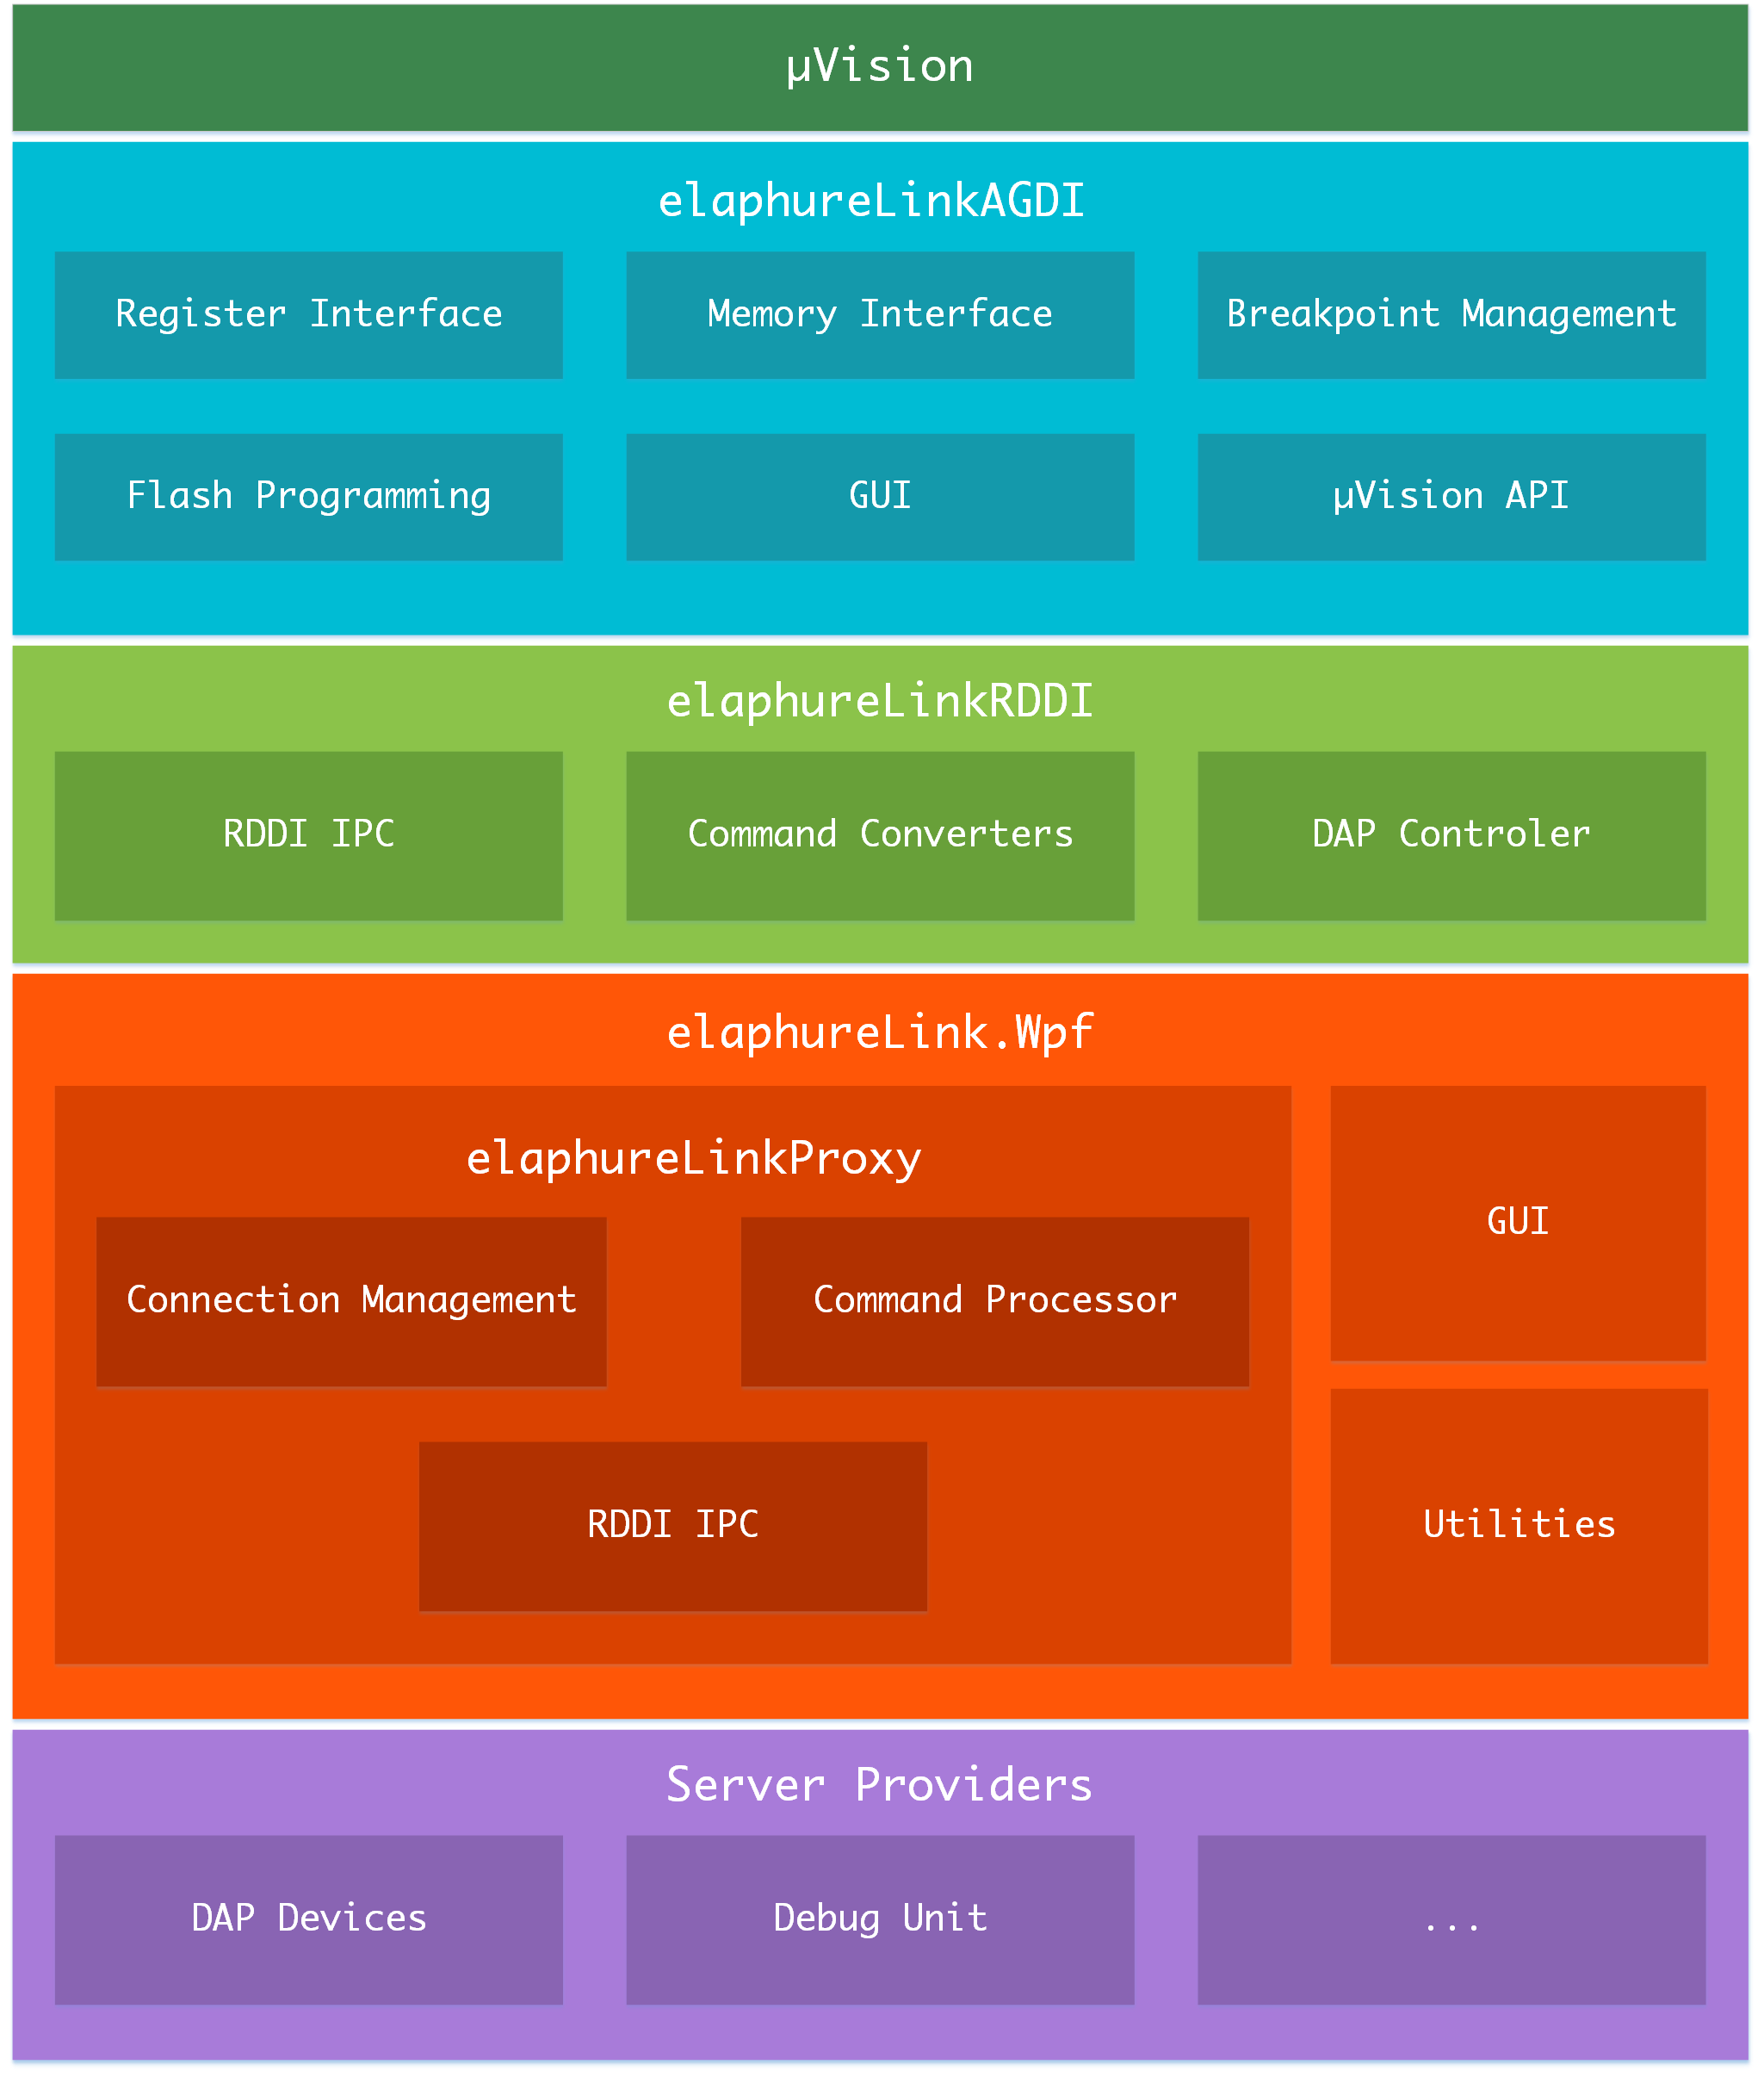 µVision
elaphureLinkAGDI
Register Interface
Memory Interface
Breakpoint Management
Flash Programming
GUI
µVision API
elaphureLinkRDDI
RDDI IPC
Command Converters
DAP Controler
elaphureLink.Wpf
elaphureLinkProxy
GUI
Connection Management
Command Processor
RDDI IPC
Utilities
Server Providers
DAP Devices
Debug Unit
...